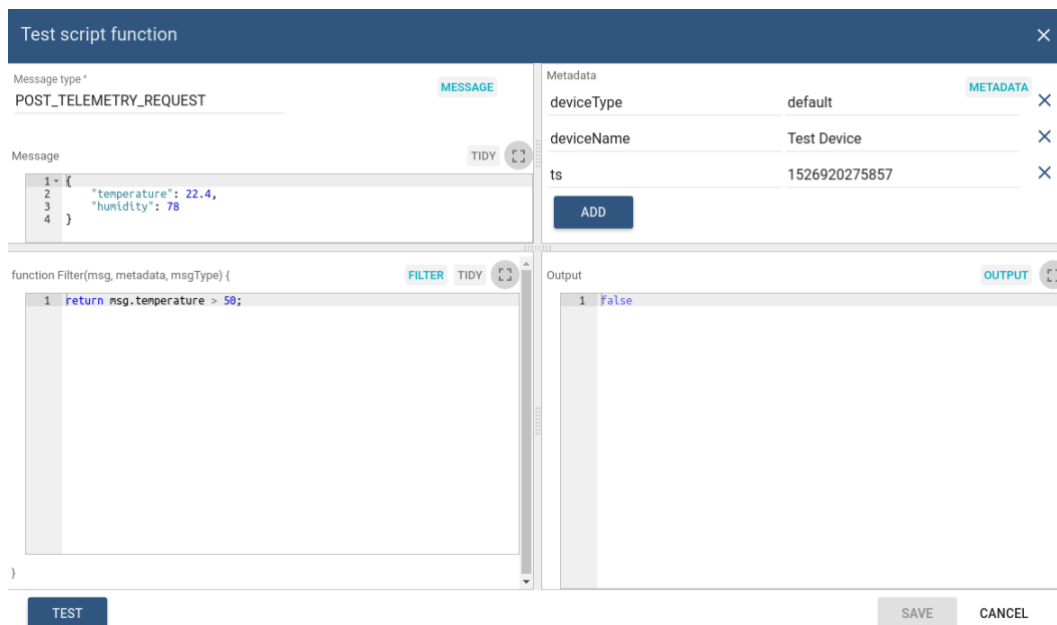 Test script function
Message type *
MESSAGE
POST_TELEMETRY_REQUEST
Message
TIDY
1 {
2 "temperature": 22.4,
3 "humidity": 78
4 }
Metadata
METADATA
deviceType default
deviceName Test Device
ts 1526920275857
ADD
function Filter(msg, metadata, msgType) {
FILTER TIDY
1 return msg.temperature > 50;
}
Output
OUTPUT
1 false
TEST
SAVE CANCEL